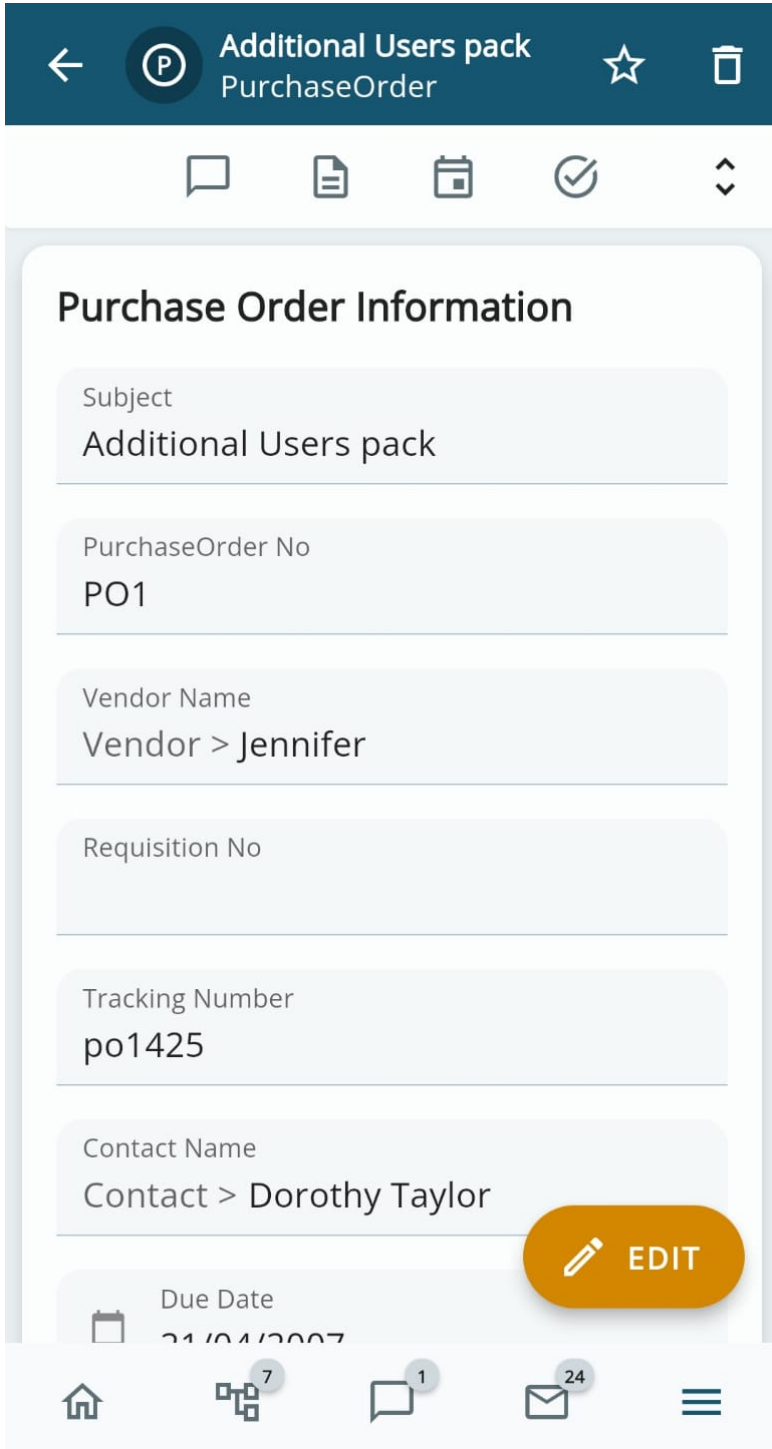 P
Additional Users pack
PurchaseOrder
Purchase Order Information
Subject
Additional Users pack
PurchaseOrder No
PO1
Vendor Name
Vendor > Jennifer
Requisition No
Tracking Number
po1425
Contact Name
Contact > Dorothy Taylor
EDIT
Due Date
7
1
24